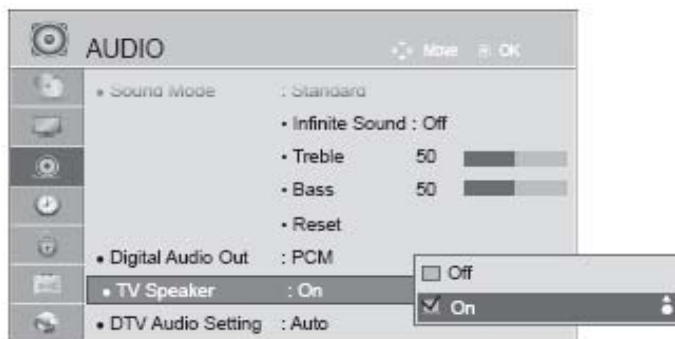 AUDIO
Move OK
• Sound Mode : Standard
• Infinite Sound : Off
• Treble 50
• Bass 50
• Reset
• Digital Audio Out : PCM
• TV Speaker : On
• DTV Audio Setting : Auto
Off
On